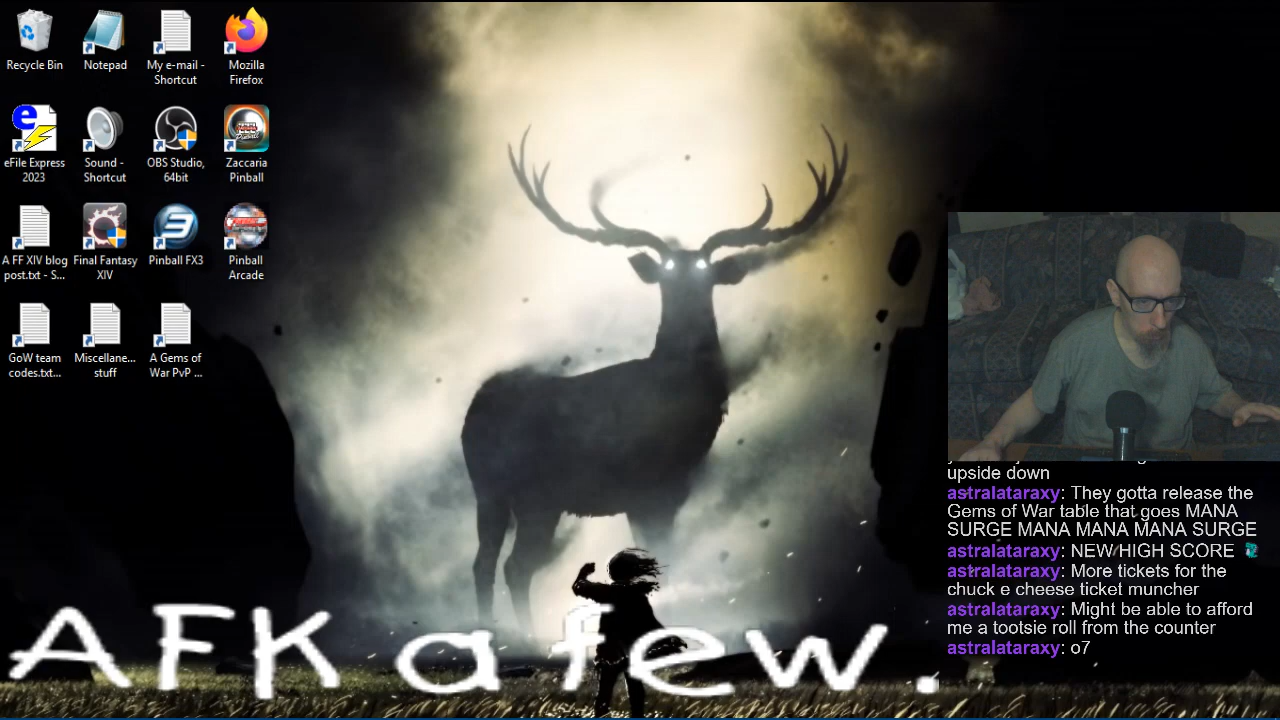 Recycle Bin
Notepad
My e-mail -
Shortcut
Mozilla
Firefox
eFile Express
2023
Sound -
Shortcut
OBS Studio,
64bit
Zaccaria
Pinball
A FF XIV blog
post.txt - S...
Final Fantasy
XIV
Pinball FX3
Pinball
Arcade
GoW team
codes.txt...
Miscellane...
stuff
A Gems of
War PvP ...
AFK a few.
upside down
astralataraxy: They gotta release the
Gems of War table that goes MANA
SURGE MANA MANA MANA SURGE
astralataraxy: NEW HIGH SCORE
astralataraxy: More tickets for the
chuck e cheese ticket muncher
astralataraxy: Might be able to afford
me a tootsie roll from the counter
astralataraxy: o7